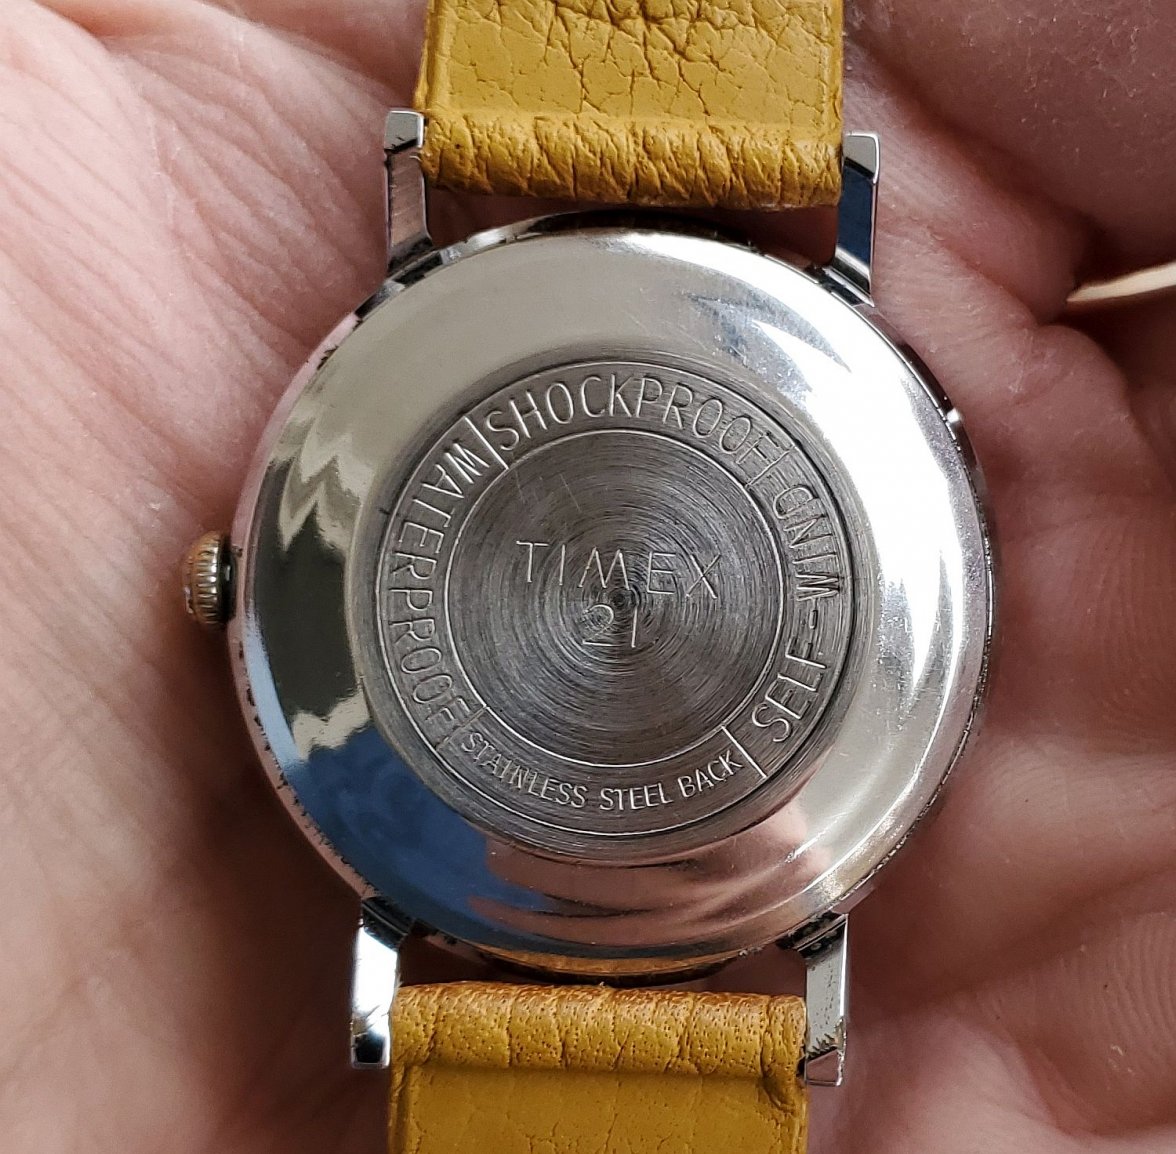 TIMEX
21
WATERPROOF
SHOCKPROOF
SELF-WIND
STAINLESS STEEL BACK